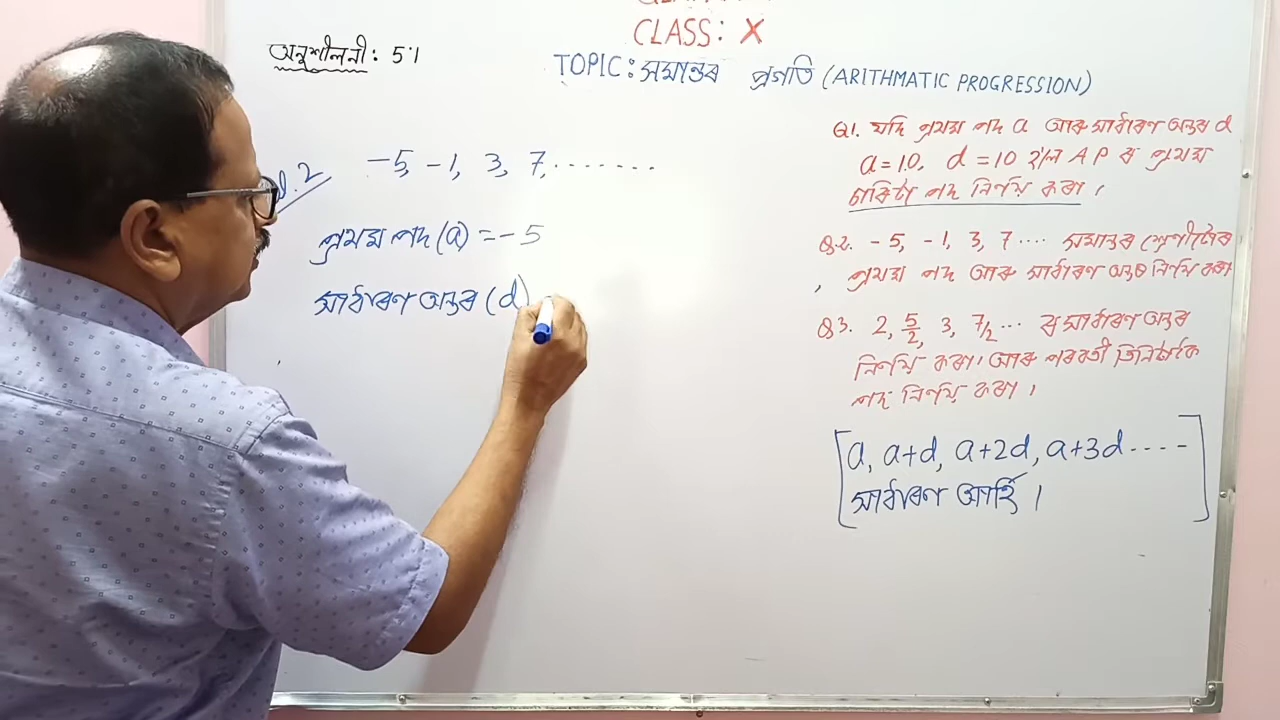 CLASS: X
অনুশীলনী: 5·1
TOPIC: সমান্তৰ প্ৰগতি (ARITHMATIC PROGRESSION)
Q1. যদি প্ৰথম পদ a আৰু সাধাৰণ অন্তৰ d
a = 10, d = 10 হলে A P ৰ প্ৰথম
চাৰিটা পদ নিৰ্ণয় কৰা।
Q.2. -5, -1, 3, 7 .... সমান্তৰ শ্ৰেণীটোৰ
প্ৰথম পদ আৰু সাধাৰণ অন্তৰ নিৰ্ণয় কৰা
Q3. 2, 5/2, 3, 7/2 ... ৰ সাধাৰণ অন্তৰ
নিৰ্ণয় কৰা। আৰু পৰবৰ্তী তিনিটাকৈ
পদ নিৰ্ণয় কৰা।
[a, a+d, a+2d, a+3d ....-
সাধাৰণ আৰ্হি।]
2 -5, -1, 3, 7, ........
প্ৰথম পদ (a) = -5
সাধাৰণ অন্তৰ (d)